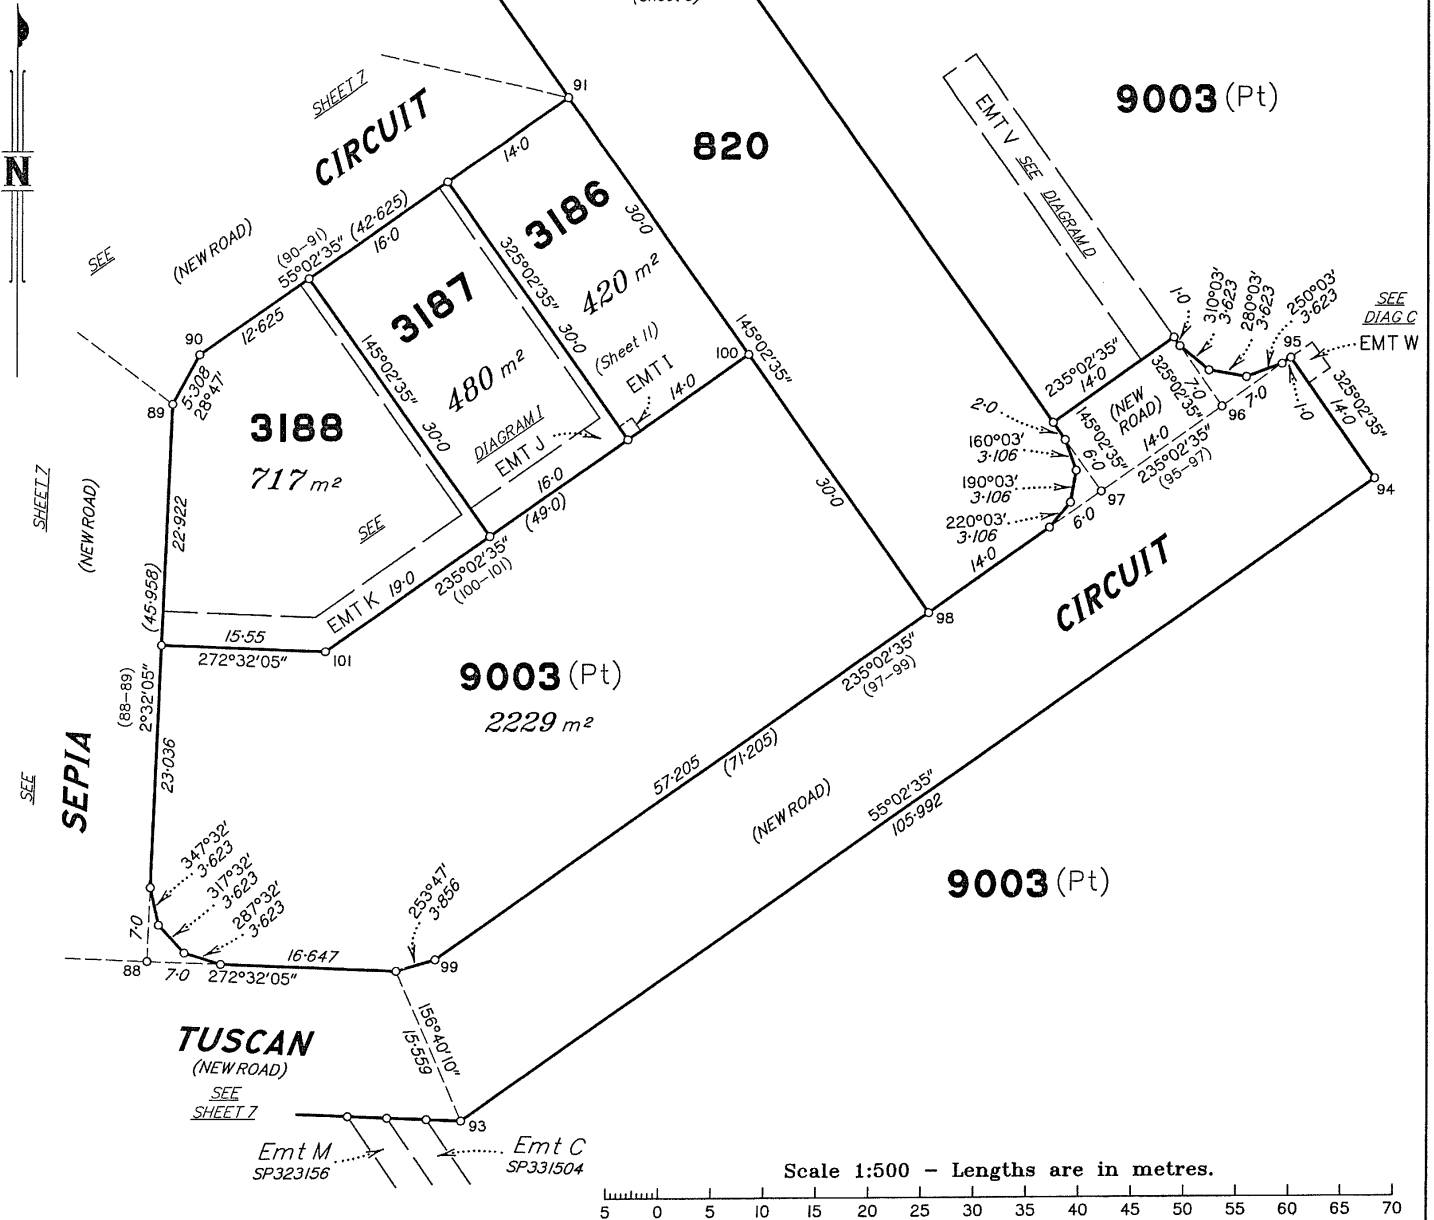 91
SHEET 7
CIRCUIT
9003 (Pt)
820
EMT V
SEE DIAGRAM D
N
14·0
3186
420 m²
30·0
(42·625)
16·0
(90–91)
55°02'35"
(NEW ROAD)
SEE
325°02'35"
30·0
3187
480 m²
(Sheet 11)
EMT I
100
145°02'35"
14·0
90
12·625
5·308
28°47'
89
145°02'35"
30·0
DIAGRAM I
EMT J
3188
717 m²
SEE
16·0
(49·0)
SHEET 7
(NEW ROAD)
22·922
(45·958)
EMT K
19·0
235°02'35"
(100–101)
15·55
272°32'05"
101
30·0
1·0
310°03'
3·623
280°03'
3·623
250°03'
3·623
SEE
DIAG C
EMT W
95
235°02'35"
14·0
325°02'35"
7·0
(NEW
ROAD)
96
7·0
1·0
325°02'35"
14·0
2·0
160°03'
3·106
145°02'35"
6·0
14·0
235°02'35"
(95–97)
190°03'
3·106
97
94
220°03'
3·106
6·0
14·0
CIRCUIT
98
9003 (Pt)
2229 m²
235°02'35"
(97–99)
(88–89)
2°32'05"
SEPIA
SEE
23·036
57·205
(71·205)
(NEW ROAD)
55°02'35"
105·992
347°32'
3·623
317°32'
3·623
287°32'
3·623
253°47'
3·856
9003 (Pt)
7·0
88
7·0
272°32'05"
16·647
99
TUSCAN
(NEW ROAD)
SEE
SHEET 7
156°40'10"
15·559
93
Emt M
SP323156
Emt C
SP331504
Scale 1:500 – Lengths are in metres.
5 0 5 10 15 20 25 30 35 40 45 50 55 60 65 70